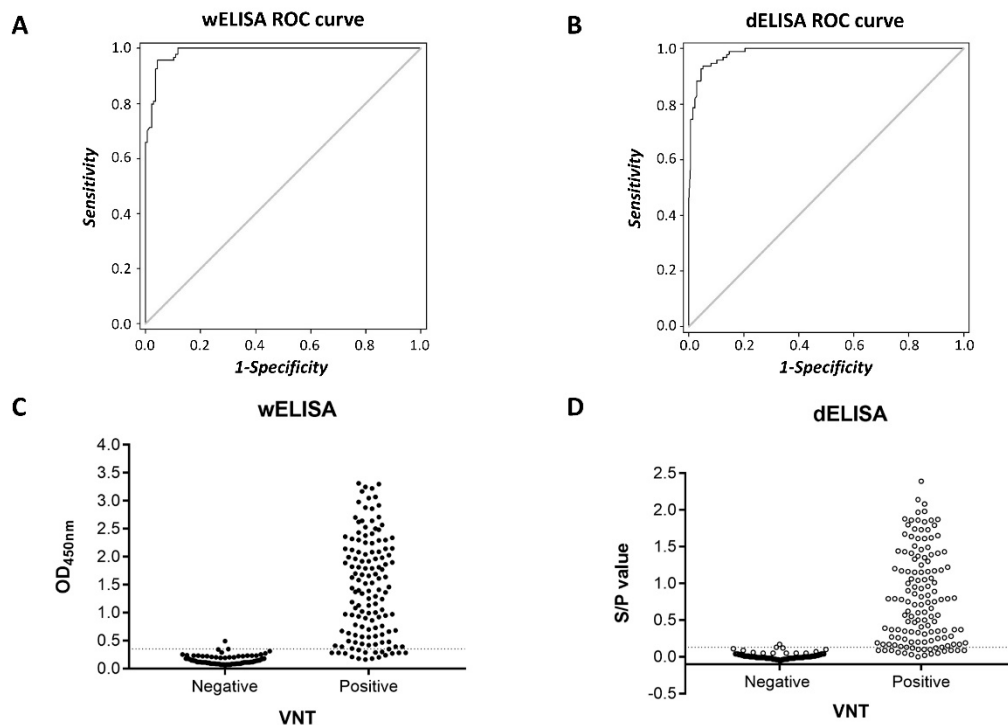 A
wELISA ROC curve
1.0
0.8
0.6
0.4
0.2
0.0
Sensitivity
0.0 0.2 0.4 0.6 0.8 1.0
1-Specificity
B
dELISA ROC curve
1.0
0.8
0.6
0.4
0.2
0.0
Sensitivity
0.0 0.2 0.4 0.6 0.8 1.0
1-Specificity
C
wELISA
4.0
3.5
3.0
2.5
2.0
1.5
1.0
0.5
0.0
OD450nm
Negative Positive
VNT
D
dELISA
2.5
2.0
1.5
1.0
0.5
0.0
-0.5
S/P value
Negative Positive
VNT